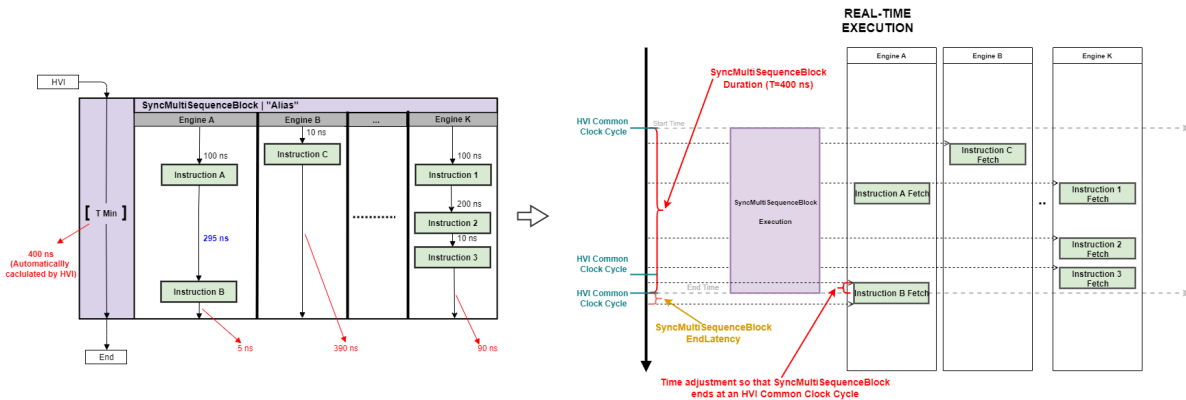 HVI
SyncMultiSequenceBlock | "Alias"
Engine A
Engine B
...
Engine K
100 ns
Instruction A
10 ns
Instruction C
100 ns
Instruction 1
[ T Min ]
295 ns
200 ns
Instruction 2
10 ns
Instruction 3
400 ns
(Automatically
caclulated by HVI)
Instruction B
End
5 ns
390 ns
90 ns
REAL-TIME
EXECUTION
Engine A
Engine B
Engine K
SyncMultiSequenceBlock
Duration (T=400 ns)
HVI Common
Clock Cycle
Start Time
Instruction C
Fetch
Instruction A Fetch
Instruction 1
Fetch
SyncMultiSequenceBlock
Execution
..
Instruction 2
Fetch
HVI Common
Clock Cycle
Instruction 3
Fetch
HVI Common
Clock Cycle
End Time
Instruction B Fetch
SyncMultiSequenceBlock
EndLatency
Time adjustment so that SyncMultiSequenceBlock
ends at an HVI Common Clock Cycle